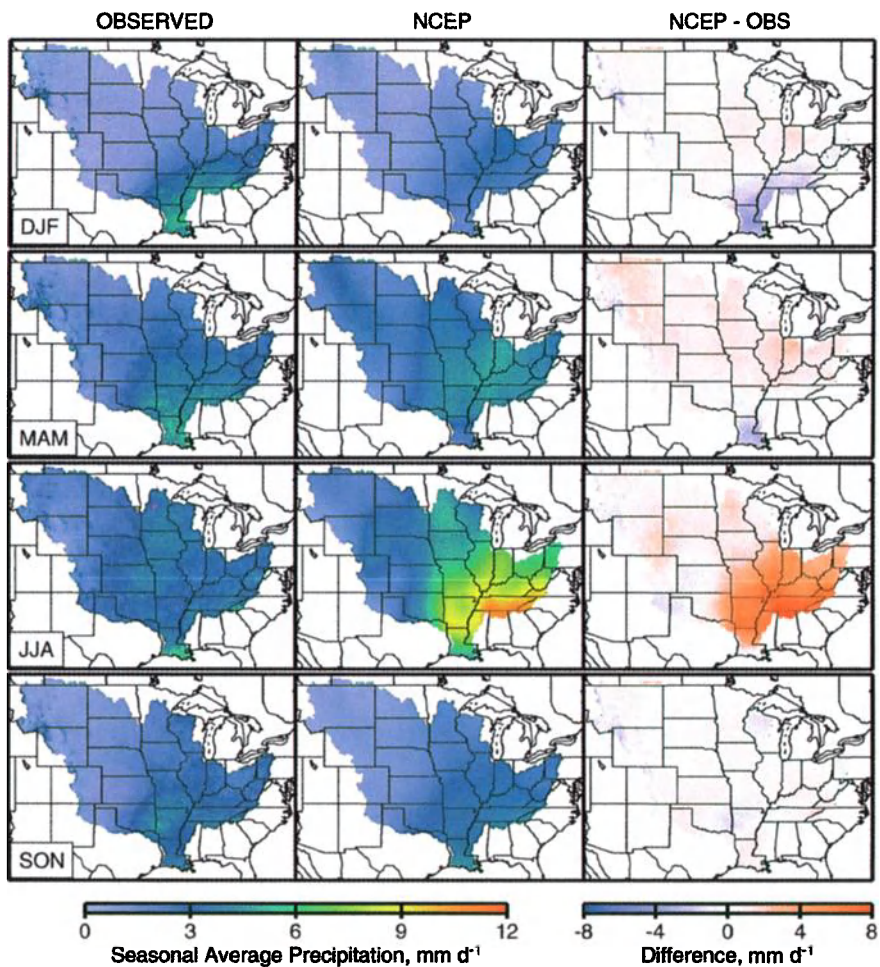 OBSERVED NCEP NCEP - OBS
DJF
MAM
JJA
SON
0 3 6 9 12 -8 -4 0 4 8
Seasonal Average Precipitation, mm d⁻¹ Difference, mm d⁻¹